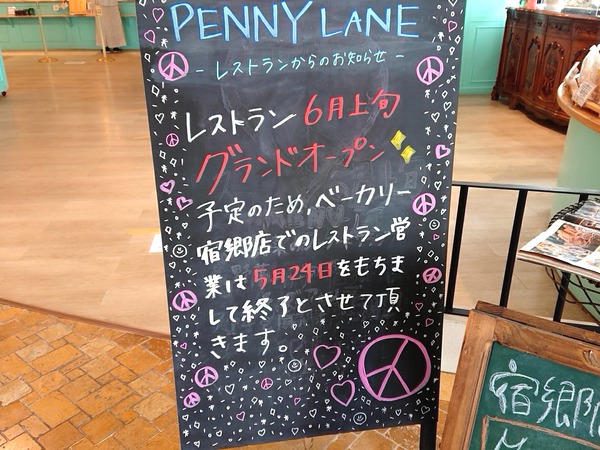 PENNY LANE
- レストランからのお知らせ -
レストラン 6月上旬
グランドオープン
予定のため、ベーカリー
宿郷店でのレストラン営
業は5月24日をもちま
して終了とさせて頂
きます。
宿郷